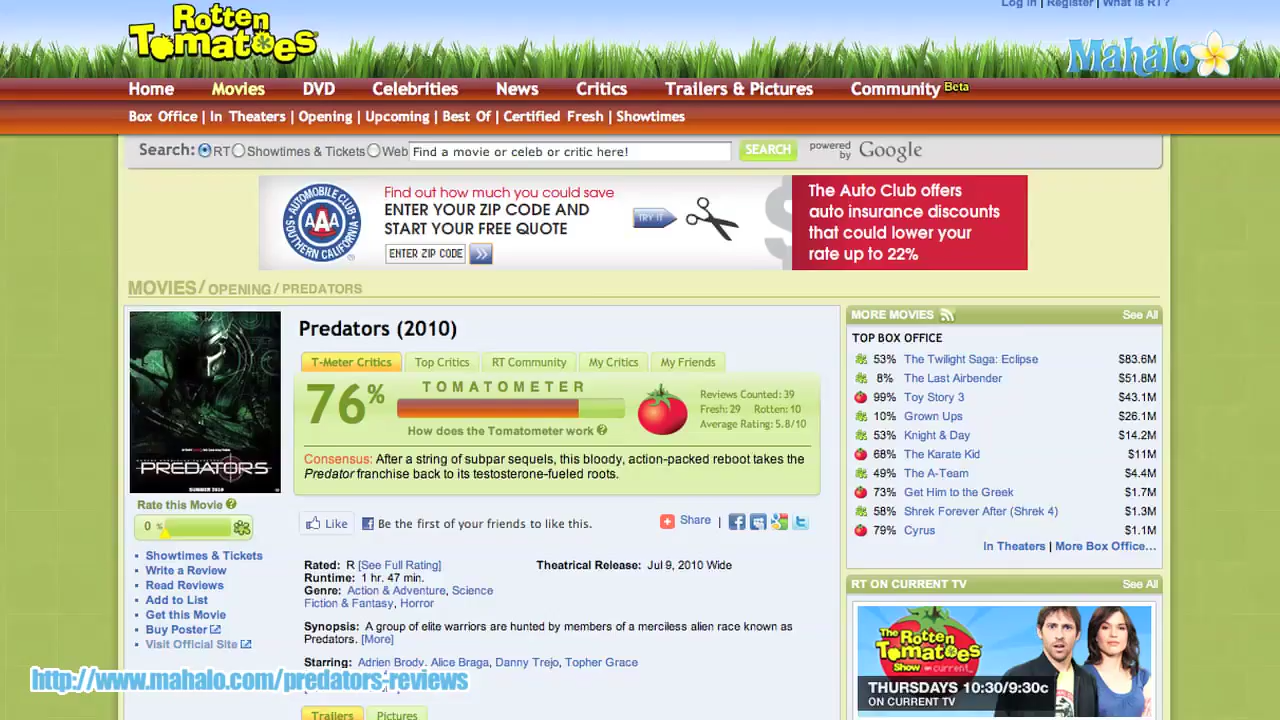 Log In | Register | What is RT?
Rotten
Tomatoes
Mahalo
Home Movies DVD Celebrities News Critics Trailers & Pictures Community Beta
Box Office | In Theaters | Opening | Upcoming | Best Of | Certified Fresh | Showtimes
Search: RT Showtimes & Tickets Web Find a movie or celeb or critic here! SEARCH powered by Google
AUTOMOBILE CLUB
AAA
SOUTHERN CALIFORNIA
Find out how much you could save
ENTER YOUR ZIP CODE AND
START YOUR FREE QUOTE
ENTER ZIP CODE >>
TRY IT
$
The Auto Club offers
auto insurance discounts
that could lower your
rate up to 22%
MOVIES/ OPENING / PREDATORS
PREDATORS
SUMMER 2010
Rate this Movie ?
0 %
Showtimes & Tickets
Write a Review
Read Reviews
Add to List
Get this Movie
Buy Poster
Visit Official Site
Predators (2010)
T-Meter Critics Top Critics RT Community My Critics My Friends
76% TOMATOMETER
How does the Tomatometer work ?
Reviews Counted: 39
Fresh: 29 Rotten: 10
Average Rating: 5.8/10
Consensus: After a string of subpar sequels, this bloody, action-packed reboot takes the
Predator franchise back to its testosterone-fueled roots.
Like Be the first of your friends to like this. Share |
Rated: R [See Full Rating] Theatrical Release: Jul 9, 2010 Wide
Runtime: 1 hr. 47 min.
Genre: Action & Adventure, Science
Fiction & Fantasy, Horror
Synopsis: A group of elite warriors are hunted by members of a merciless alien race known as
Predators. [More]
Starring: Adrien Brody, Alice Braga, Danny Trejo, Topher Grace
Trailers Pictures
MORE MOVIES See All
TOP BOX OFFICE
53% The Twilight Saga: Eclipse $83.6M
8% The Last Airbender $51.8M
99% Toy Story 3 $43.1M
10% Grown Ups $26.1M
53% Knight & Day $14.2M
68% The Karate Kid $11M
49% The A-Team $4.4M
73% Get Him to the Greek $1.7M
58% Shrek Forever After (Shrek 4) $1.3M
79% Cyrus $1.1M
In Theaters | More Box Office...
RT ON CURRENT TV See All
The
Rotten
Tomatoes
Show on current
THURSDAYS 10:30/9:30c
ON CURRENT TV
http://www.mahalo.com/predators-reviews